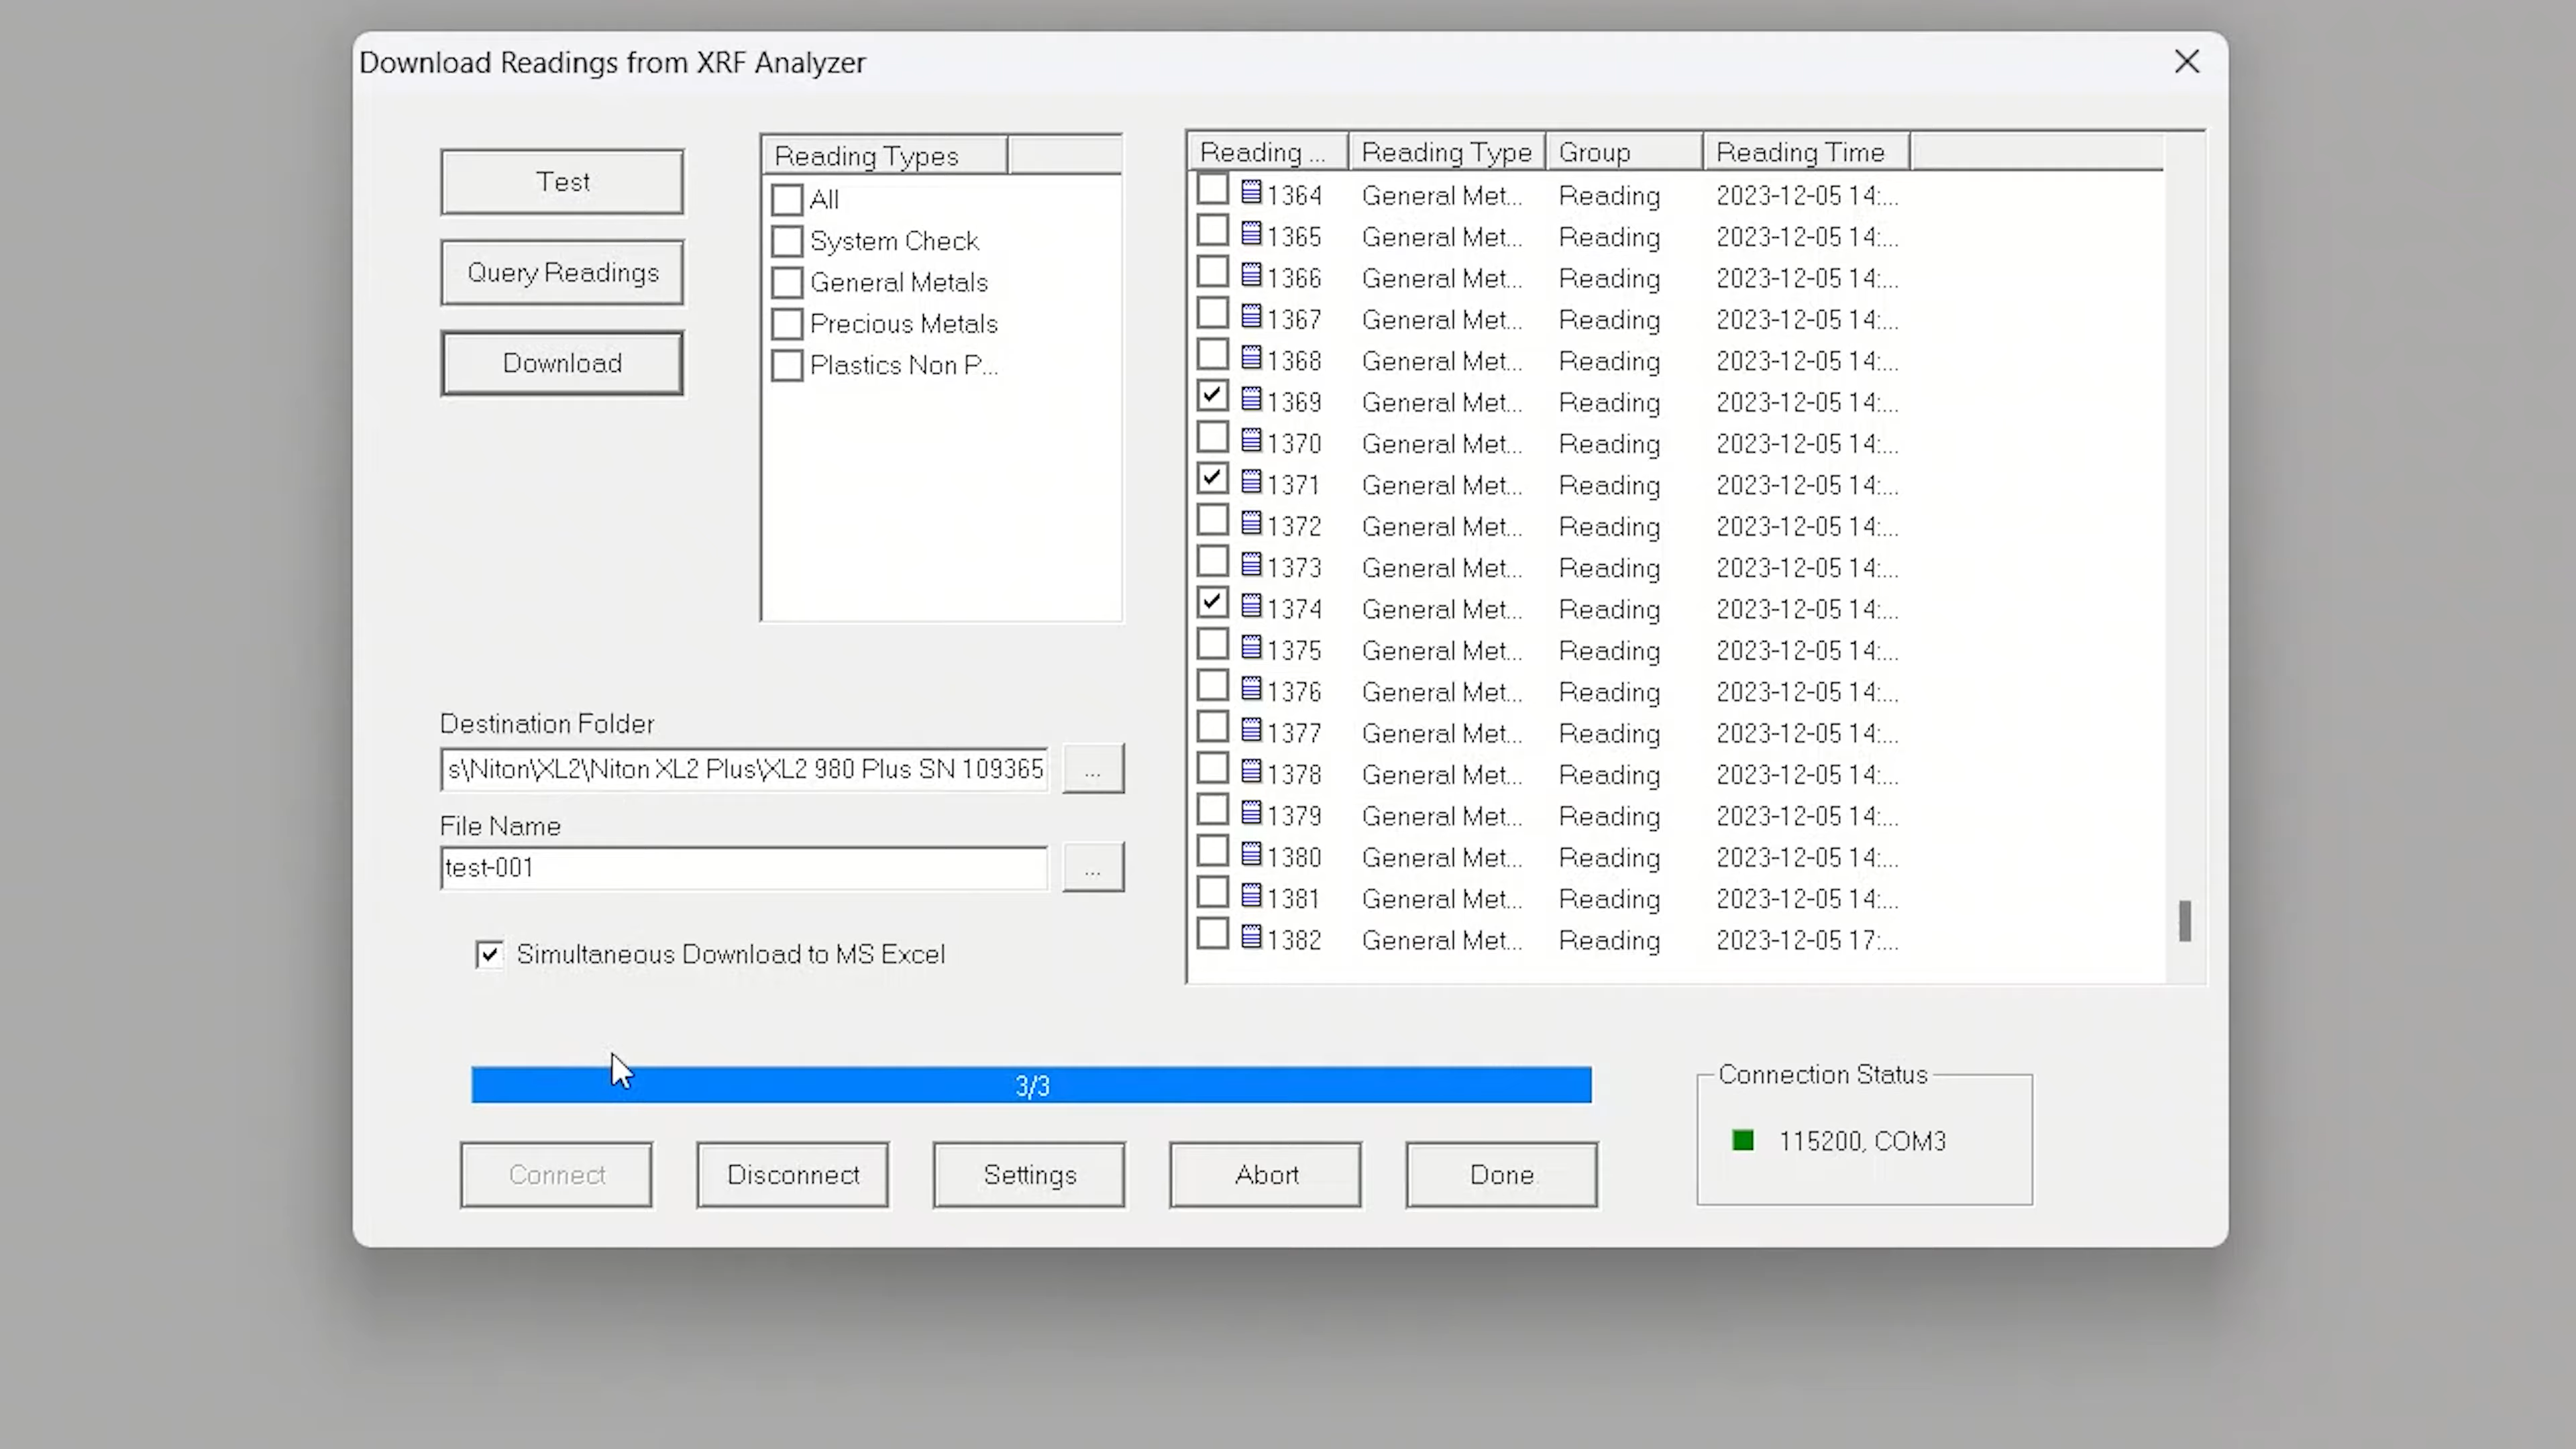 Download Readings from XRF Analyzer
Test
Query Readings
Download
Reading Types
All
System Check
General Metals
Precious Metals
Plastics Non P...
Reading ... Reading Type Group Reading Time
1364 General Met... Reading 2023-12-05 14:...
1365 General Met... Reading 2023-12-05 14:...
1366 General Met... Reading 2023-12-05 14:...
1367 General Met... Reading 2023-12-05 14:...
1368 General Met... Reading 2023-12-05 14:...
1369 General Met... Reading 2023-12-05 14:...
1370 General Met... Reading 2023-12-05 14:...
1371 General Met... Reading 2023-12-05 14:...
1372 General Met... Reading 2023-12-05 14:...
1373 General Met... Reading 2023-12-05 14:...
1374 General Met... Reading 2023-12-05 14:...
1375 General Met... Reading 2023-12-05 14:...
1376 General Met... Reading 2023-12-05 14:...
1377 General Met... Reading 2023-12-05 14:...
1378 General Met... Reading 2023-12-05 14:...
1379 General Met... Reading 2023-12-05 14:...
1380 General Met... Reading 2023-12-05 14:...
1381 General Met... Reading 2023-12-05 14:...
1382 General Met... Reading 2023-12-05 17:...
Destination Folder
s\Niton\XL2\Niton XL2 Plus\XL2 980 Plus SN 109365 ...
File Name
test-001 ...
Simultaneous Download to MS Excel
3/3
Connect Disconnect Settings Abort Done
Connection Status
115200, COM3